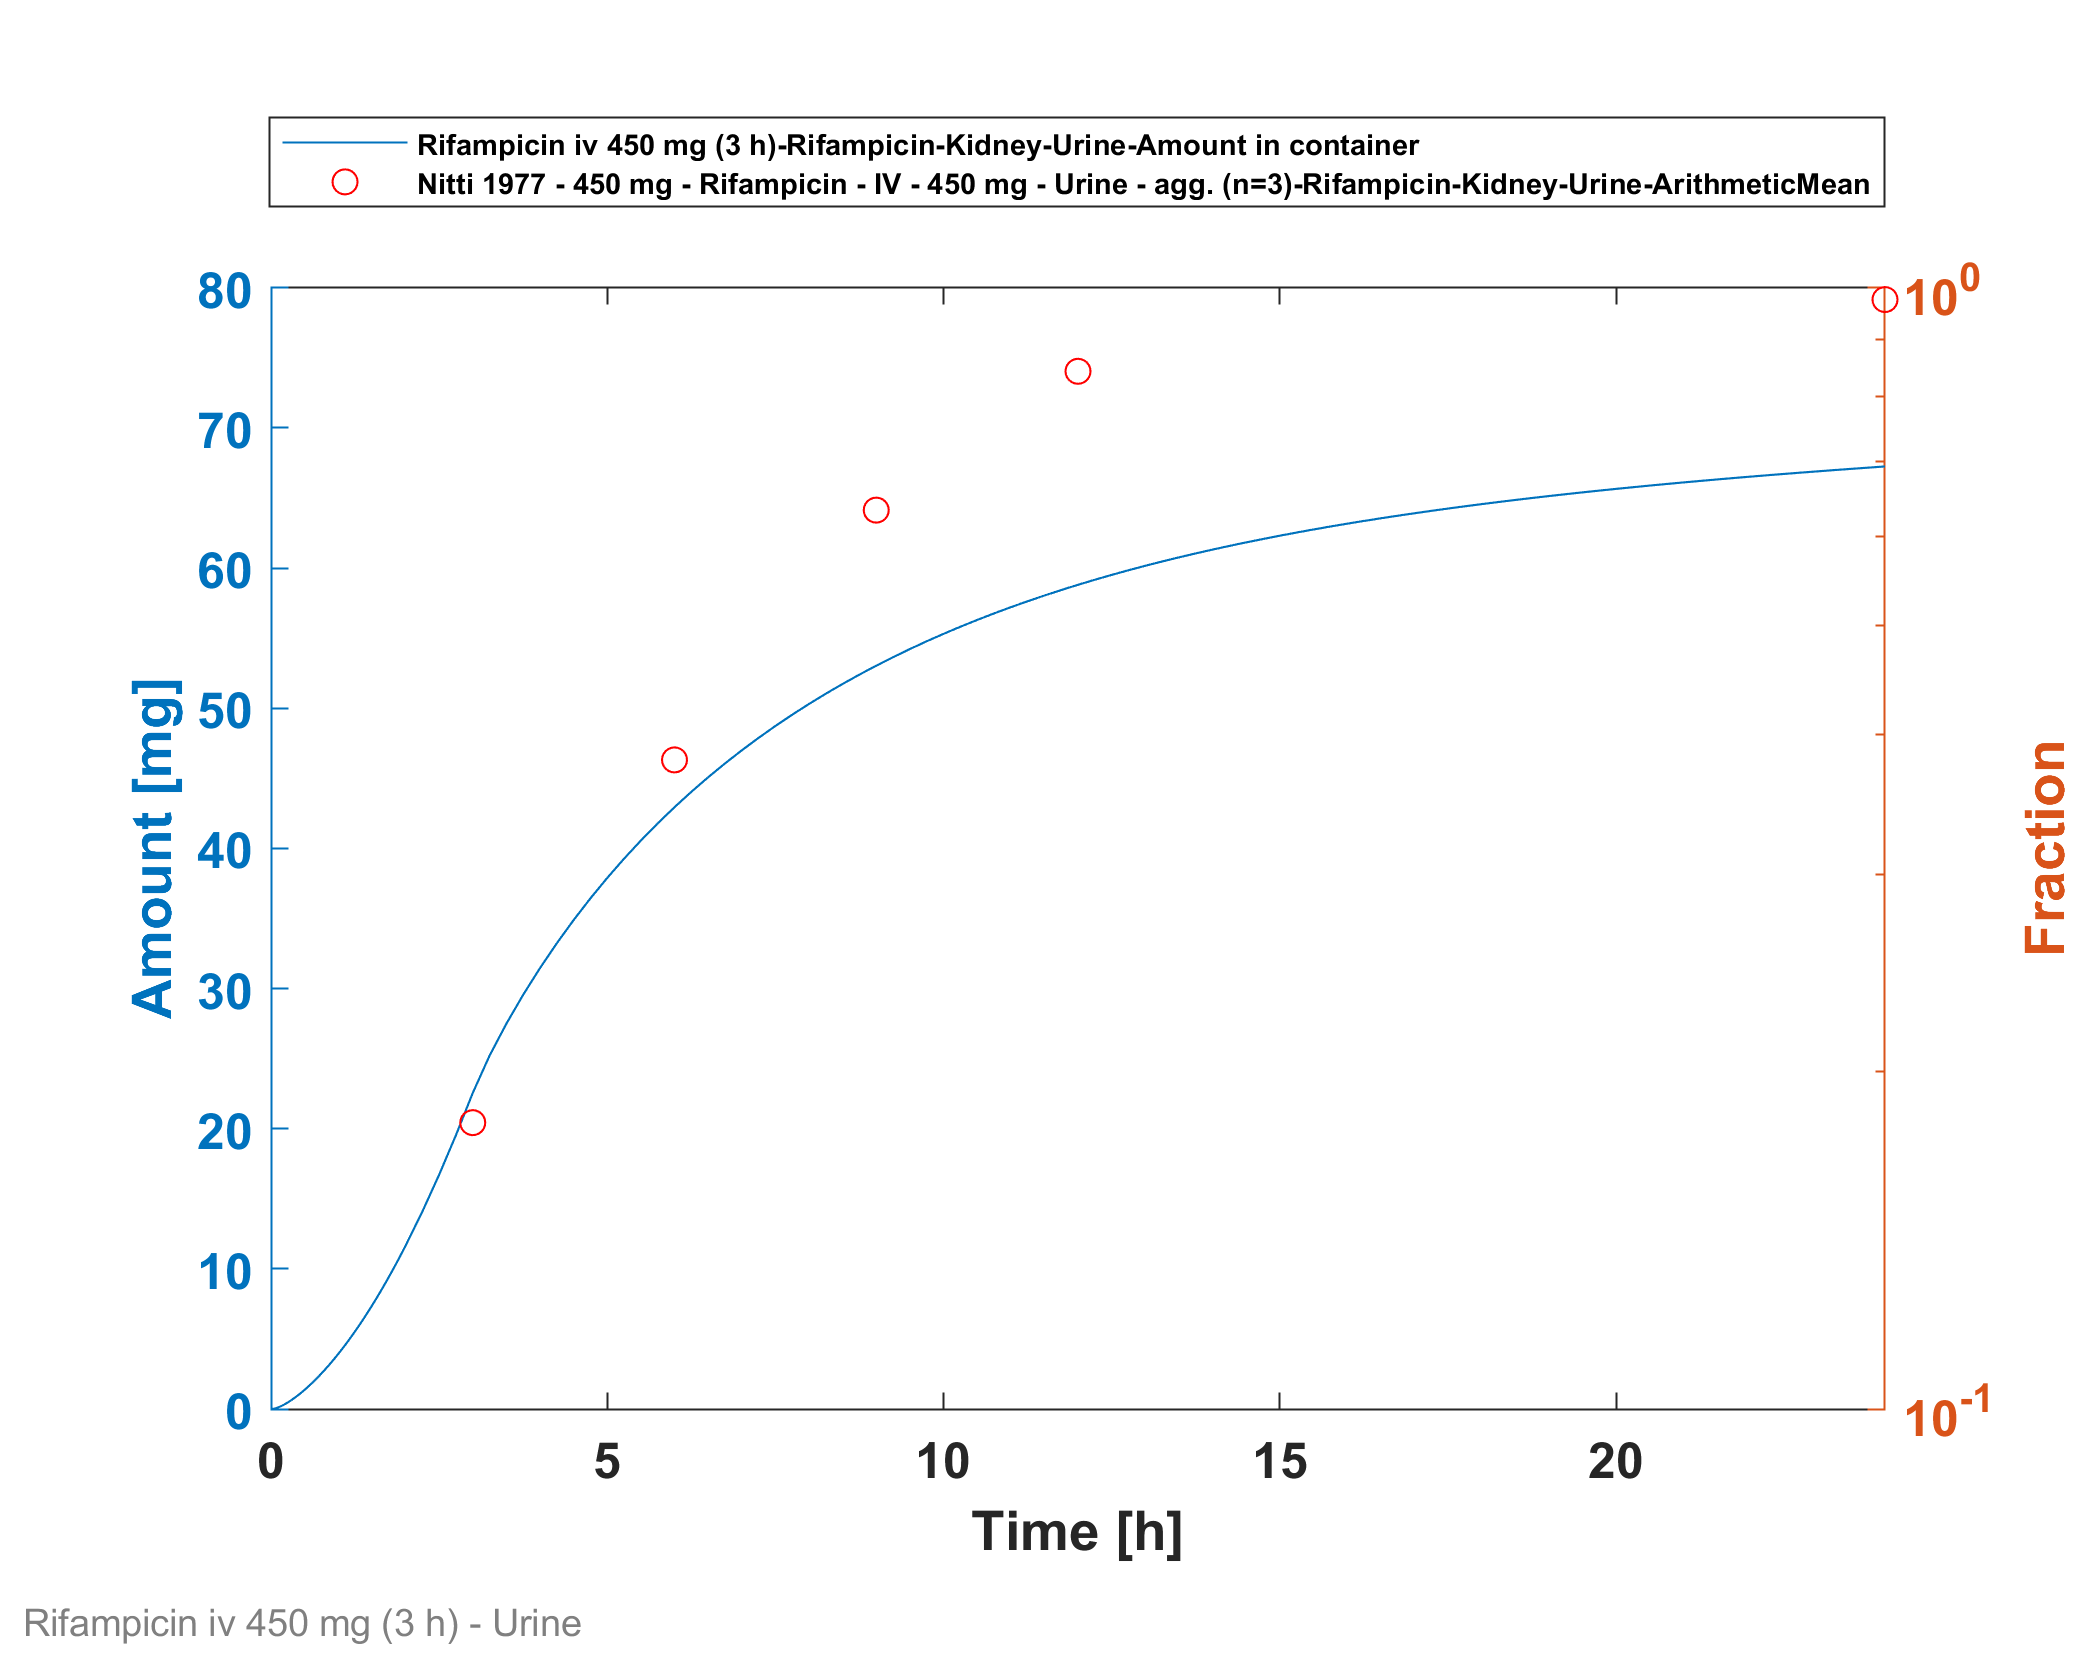 Rifampicin iv 450 mg (3 h)-Rifampicin-Kidney-Urine-Amount in container
Nitti 1977 - 450 mg - Rifampicin - IV - 450 mg - Urine - agg. (n=3)-Rifampicin-Kidney-Urine-ArithmeticMean
80
70
60
50
40
30
20
10
0
Amount [mg]
10^0
10^-1
Fraction
0 5 10 15 20
Time [h]
Rifampicin iv 450 mg (3 h) - Urine